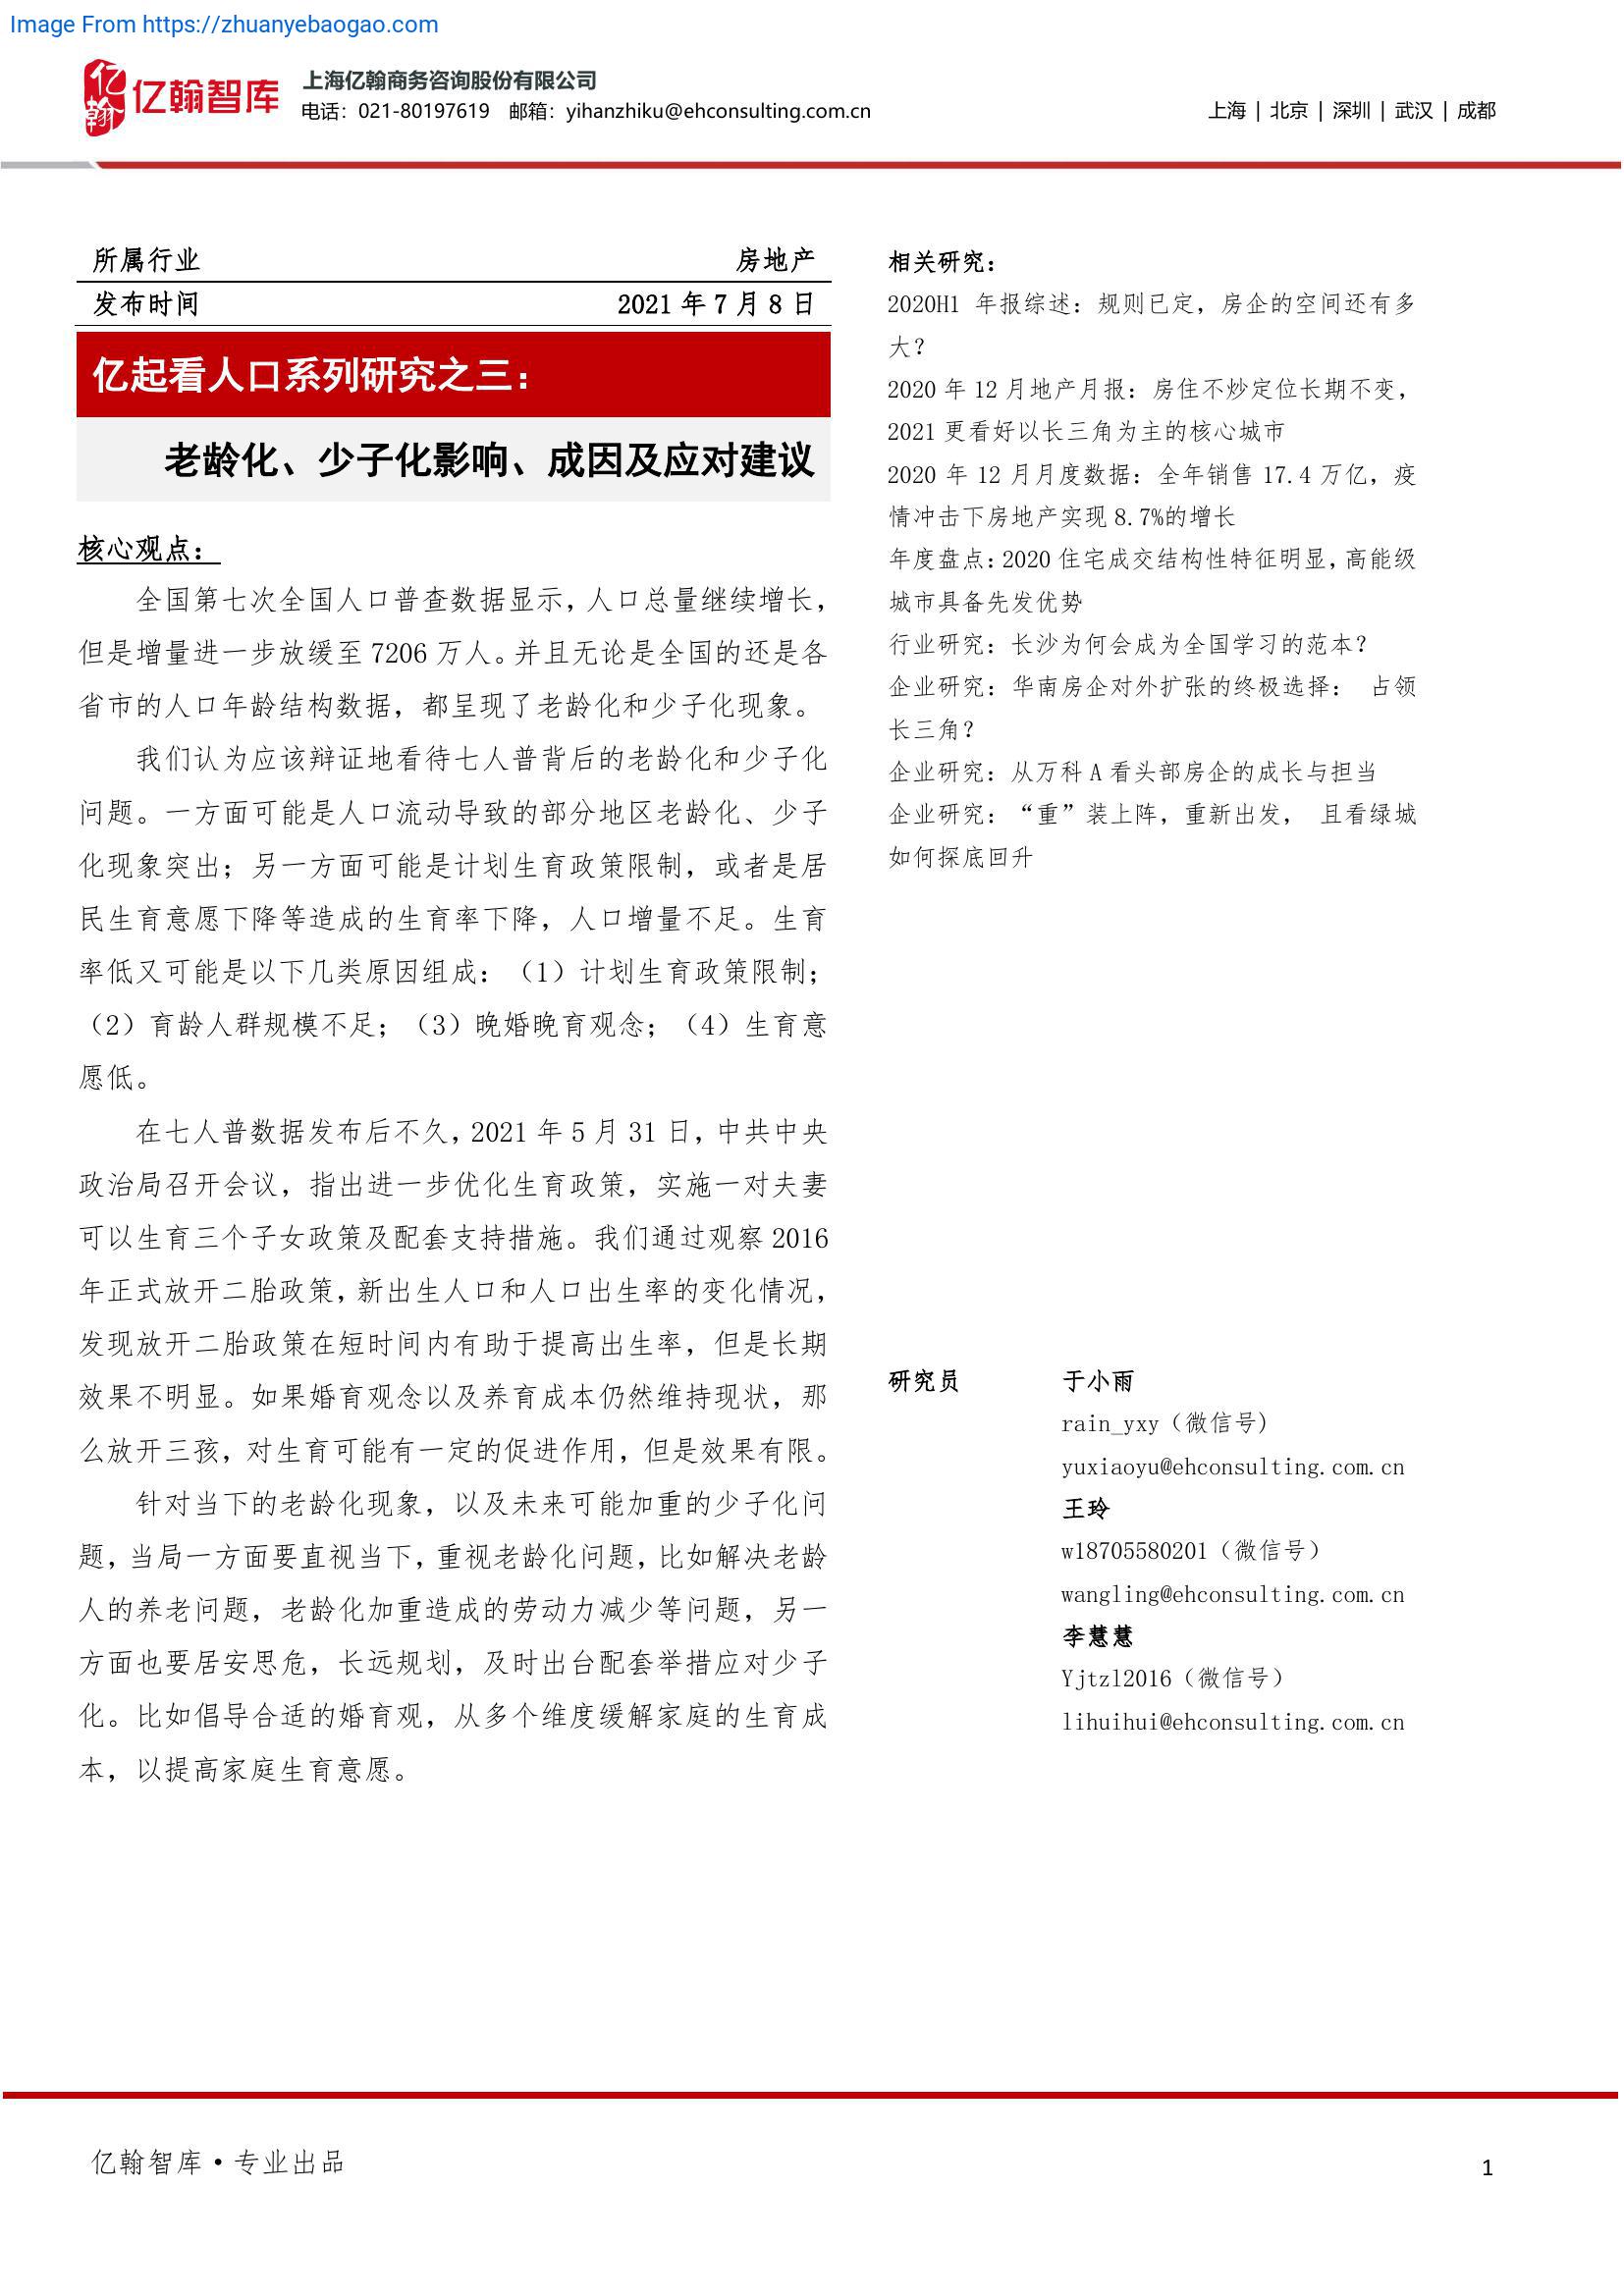 Image From https://zhuanyebaogao.com
亿翰
亿翰智库
上海亿翰商务咨询股份有限公司
电话：021-80197619 邮箱：yihanzhiku@ehconsulting.com.cn
上海 | 北京 | 深圳 | 武汉 | 成都
所属行业 房地产
发布时间 2021 年 7 月 8 日
亿起看人口系列研究之三：
老龄化、少子化影响、成因及应对建议
核心观点：
全国第七次全国人口普查数据显示，人口总量继续增长，
但是增量进一步放缓至 7206 万人。并且无论是全国的还是各
省市的人口年龄结构数据，都呈现了老龄化和少子化现象。
我们认为应该辩证地看待七人普背后的老龄化和少子化
问题。一方面可能是人口流动导致的部分地区老龄化、少子
化现象突出；另一方面可能是计划生育政策限制，或者是居
民生育意愿下降等造成的生育率下降，人口增量不足。生育
率低又可能是以下几类原因组成：（1）计划生育政策限制；
（2）育龄人群规模不足；（3）晚婚晚育观念；（4）生育意
愿低。
在七人普数据发布后不久，2021 年 5 月 31 日，中共中央
政治局召开会议，指出进一步优化生育政策，实施一对夫妻
可以生育三个子女政策及配套支持措施。我们通过观察 2016
年正式放开二胎政策，新出生人口和人口出生率的变化情况，
发现放开二胎政策在短时间内有助于提高出生率，但是长期
效果不明显。如果婚育观念以及养育成本仍然维持现状，那
么放开三孩，对生育可能有一定的促进作用，但是效果有限。
针对当下的老龄化现象，以及未来可能加重的少子化问
题，当局一方面要直视当下，重视老龄化问题，比如解决老龄
人的养老问题，老龄化加重造成的劳动力减少等问题，另一
方面也要居安思危，长远规划，及时出台配套举措应对少子
化。比如倡导合适的婚育观，从多个维度缓解家庭的生育成
本，以提高家庭生育意愿。
相关研究：
2020H1 年报综述：规则已定，房企的空间还有多
大？
2020 年 12 月地产月报：房住不炒定位长期不变，
2021 更看好以长三角为主的核心城市
2020 年 12 月月度数据：全年销售 17.4 万亿，疫
情冲击下房地产实现 8.7%的增长
年度盘点：2020 住宅成交结构性特征明显，高能级
城市具备先发优势
行业研究：长沙为何会成为全国学习的范本？
企业研究：华南房企对外扩张的终极选择： 占领
长三角？
企业研究：从万科 A 看头部房企的成长与担当
企业研究：“重”装上阵，重新出发， 且看绿城
如何探底回升
研究员 于小雨
rain_yxy（微信号）
yuxiaoyu@ehconsulting.com.cn
王玲
w18705580201（微信号）
wangling@ehconsulting.com.cn
李慧慧
Yjtzl2016（微信号）
lihuihui@ehconsulting.com.cn
亿翰智库•专业出品
1